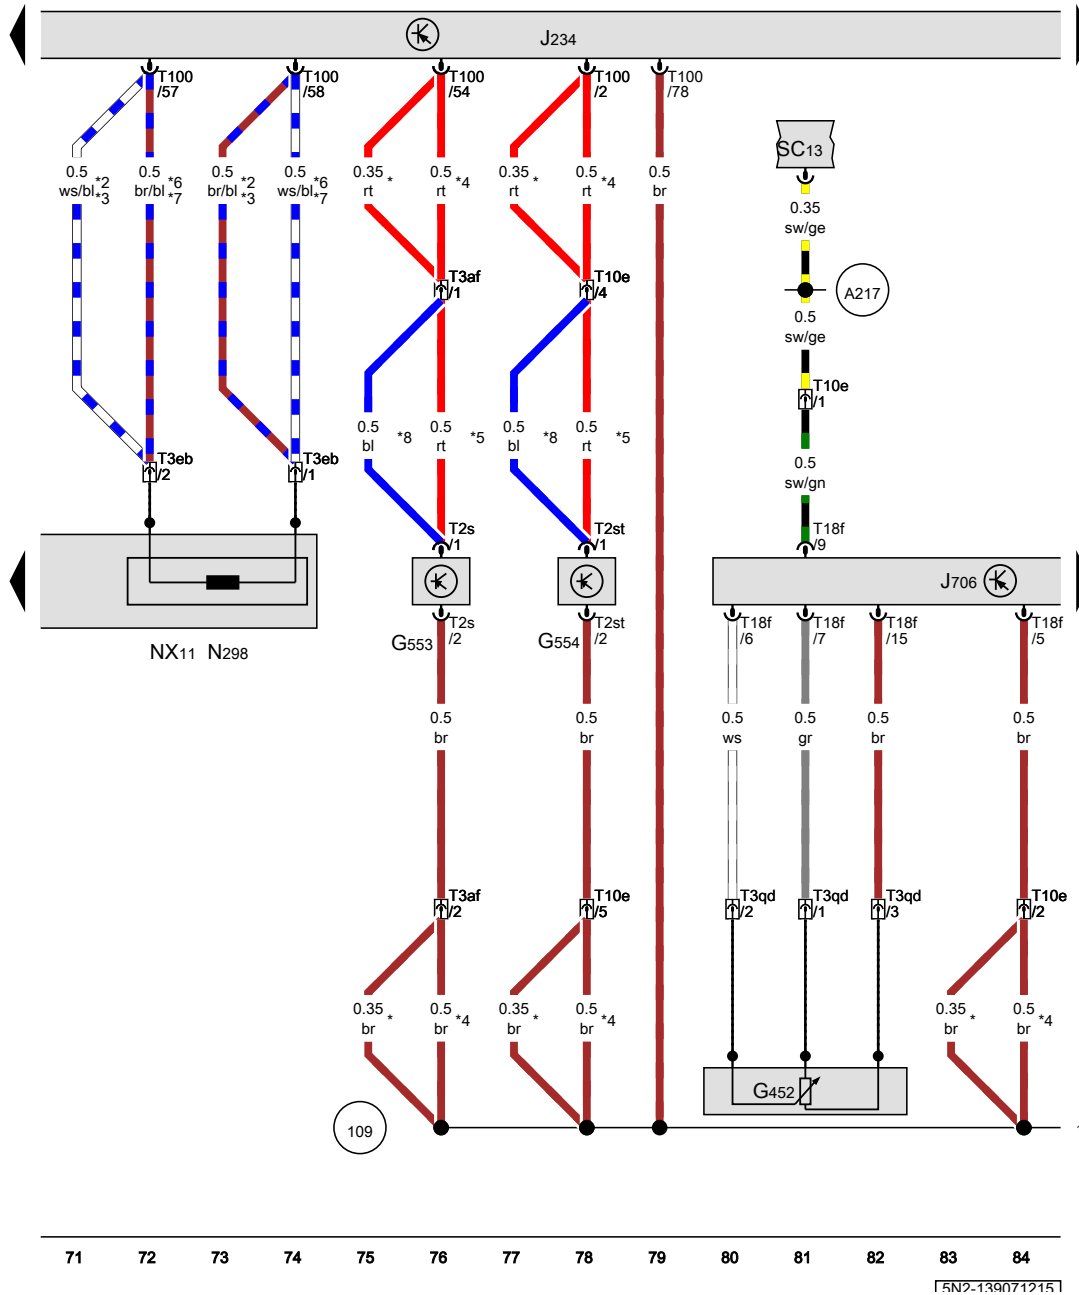 J234
T100 T100 T100 T100 T100
/57 /58 /54 /2 /78
SC13
0.5 0.5 0.5 0.5 0.35 0.5 0.35 0.5 0.5
ws/bl *2 *3 br/bl *6 *7 br/bl *2 *3 ws/bl *6 *7 rt * rt *4 rt * rt *4 br
0.35
sw/ge
T3af T10e
/1 /4
A217
0.5
sw/ge
T10e
/1
0.5 0.5 0.5 0.5
bl *8 rt *5 bl *8 rt *5
T3eb T3eb
/2 /1
0.5
sw/gn
T2s T2st T18f
/1 /1 /9
J706
T2s T2st T18f T18f T18f T18f
/2 /2 /6 /7 /15 /5
G553 G554
NX11 N298
0.5 0.5 0.5 0.5 0.5 0.5
br br ws gr br br
T3af T10e T3qd T3qd T3qd T10e
/2 /5 /2 /1 /3 /2
0.35 0.5 0.35 0.5 0.35 0.5
br * br *4 br * br *4 br * br *4
G452
109
71 72 73 74 75 76 77 78 79 80 81 82 83 84
5N2-139071215